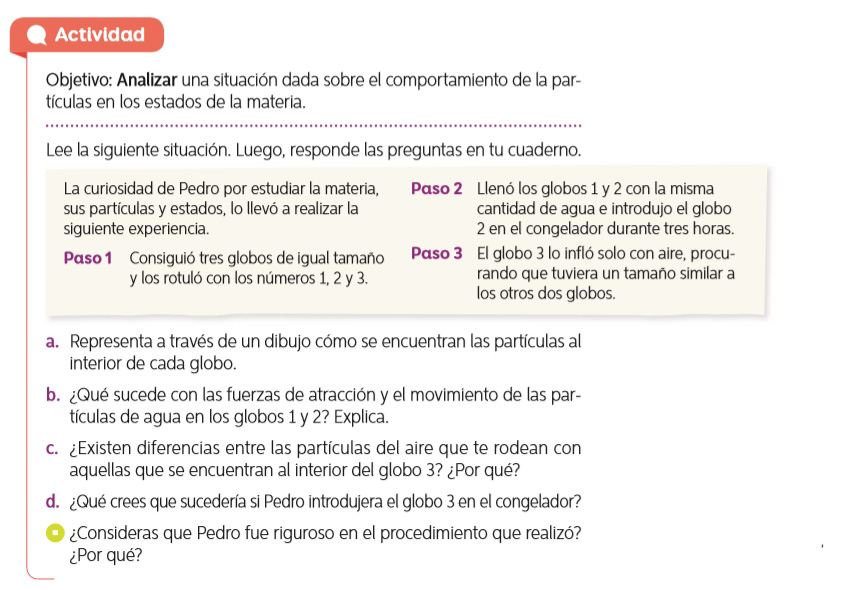 Actividad
Objetivo: Analizar una situación dada sobre el comportamiento de la par-
tículas en los estados de la materia.
Lee la siguiente situación. Luego, responde las preguntas en tu cuaderno.
La curiosidad de Pedro por estudiar la materia,
sus partículas y estados, lo llevó a realizar la
siguiente experiencia.
Paso 1 Consiguió tres globos de igual tamaño
y los rotuló con los números 1, 2 y 3.
Paso 2 Llenó los globos 1 y 2 con la misma
cantidad de agua e introdujo el globo
2 en el congelador durante tres horas.
Paso 3 El globo 3 lo infló solo con aire, procu-
rando que tuviera un tamaño similar a
los otros dos globos.
a. Representa a través de un dibujo cómo se encuentran las partículas al
interior de cada globo.
b. ¿Qué sucede con las fuerzas de atracción y el movimiento de las par-
tículas de agua en los globos 1 y 2? Explica.
c. ¿Existen diferencias entre las partículas del aire que te rodean con
aquellas que se encuentran al interior del globo 3? ¿Por qué?
d. ¿Qué crees que sucedería si Pedro introdujera el globo 3 en el congelador?
¿Consideras que Pedro fue riguroso en el procedimiento que realizó?
¿Por qué?